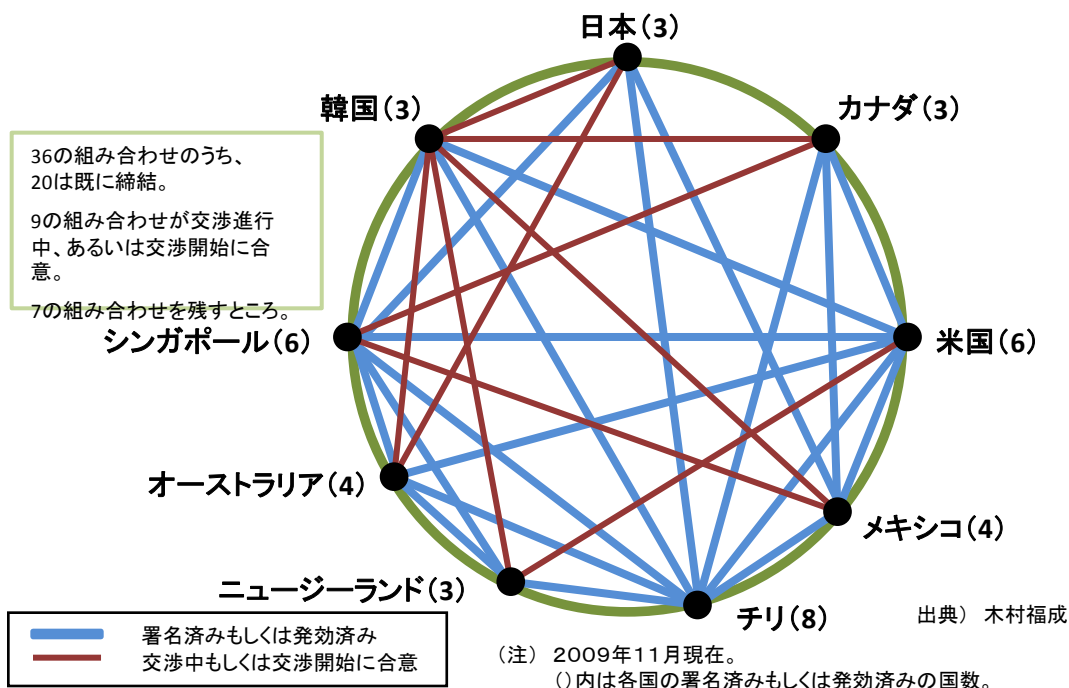 日本(3)
韓国(3)
カナダ(3)
36の組み合わせのうち、
20は既に締結。
9の組み合わせが交渉進行
中、あるいは交渉開始に合
意。
7の組み合わせを残すところ。
シンガポール(6)
米国(6)
オーストラリア(4)
メキシコ(4)
ニュージーランド(3)
チリ(8)
出典） 木村福成
署名済みもしくは発効済み
交渉中もしくは交渉開始に合意
（注） 2009年11月現在。
()内は各国の署名済みもしくは発効済みの国数。